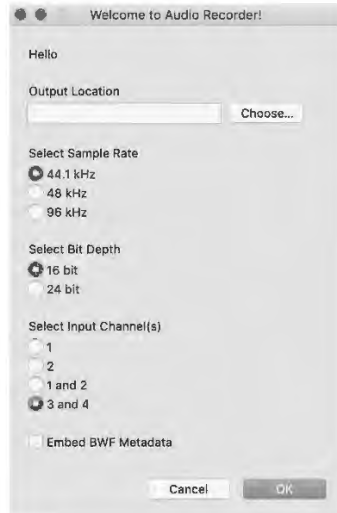 Welcome to Audio Recorder!
Hello
Output Location
Choose...
Select Sample Rate
44.1 kHz
48 kHz
96 kHz
Select Bit Depth
16 bit
24 bit
Select Input Channel(s)
1
2
1 and 2
3 and 4
Embed BWF Metadata
Cancel OK